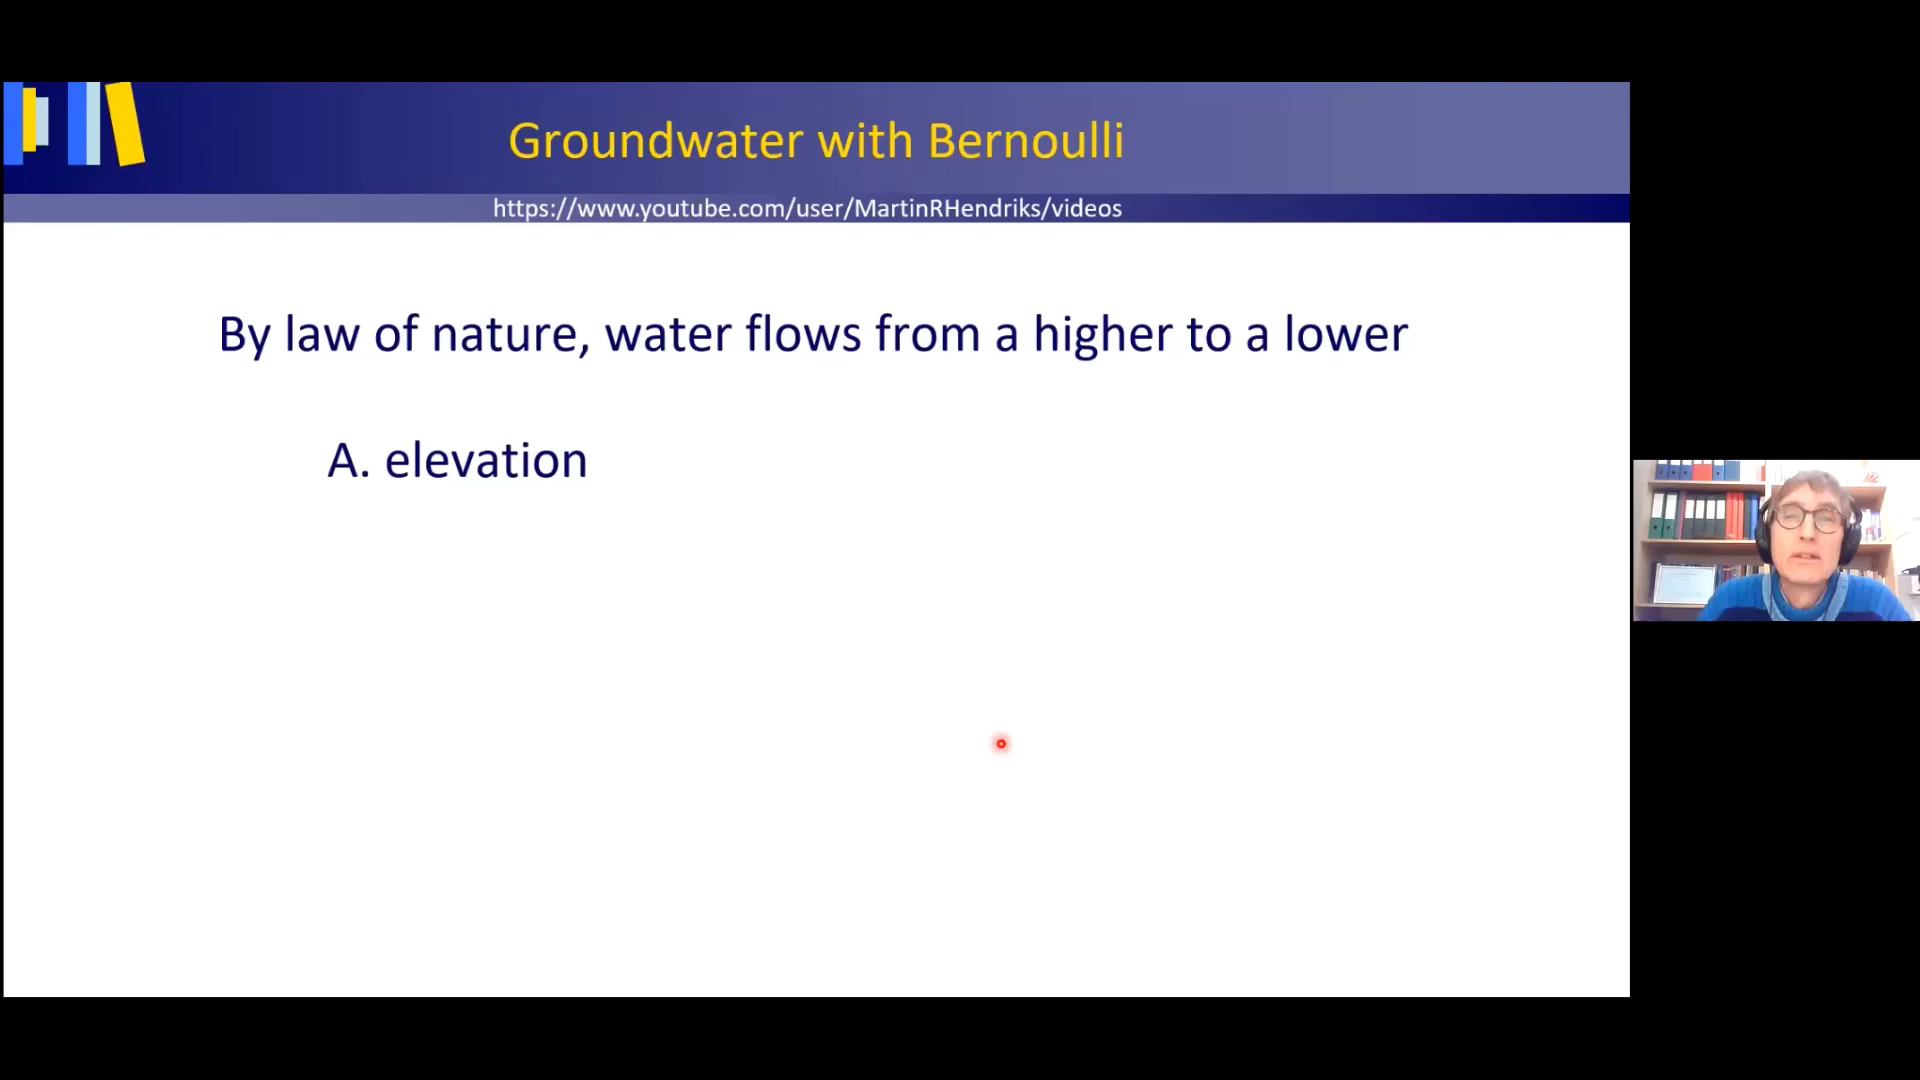 Groundwater with Bernoulli
https://www.youtube.com/user/MartinRHendriks/videos
By law of nature, water flows from a higher to a lower
A. elevation